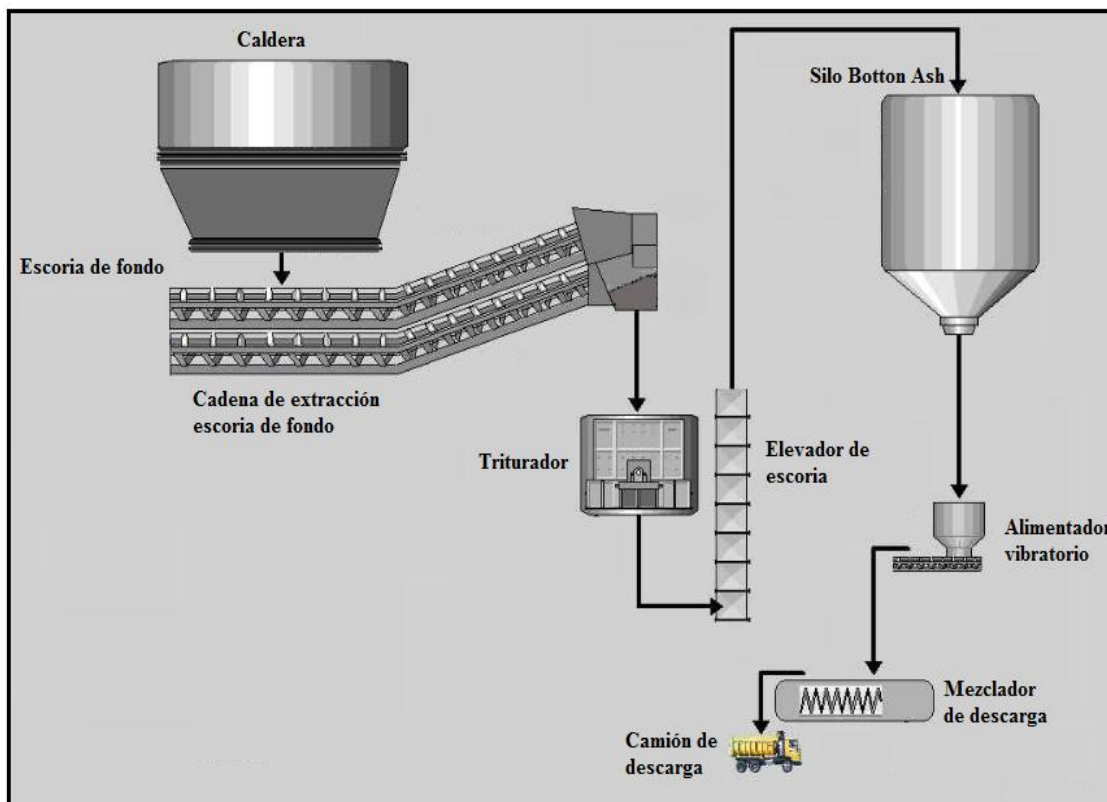 Caldera
Silo Botton Ash
Escoria de fondo
Cadena de extracción
escoria de fondo
Triturador
Elevador de
escoria
Alimentador
vibratorio
Mezclador
de descarga
Camión de
descarga